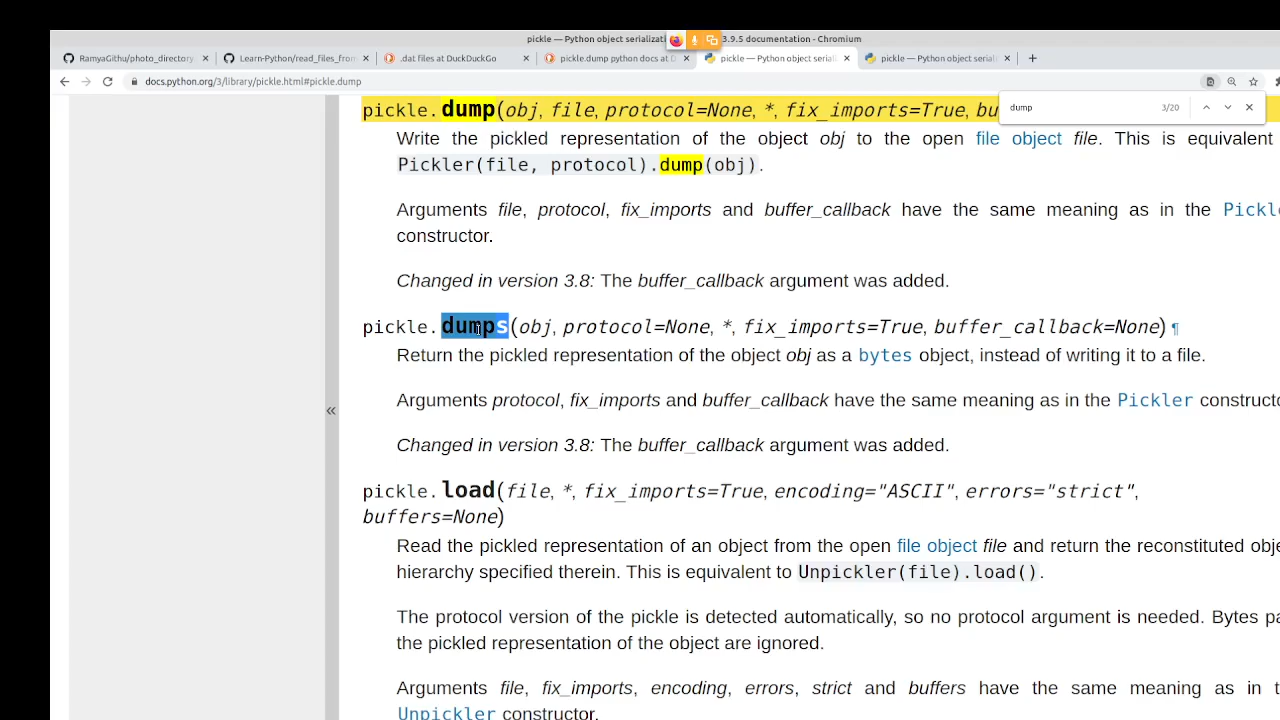 pickle — Python object serializati 3.9.5 documentation - Chromium
RamyaGithu/photo_directory
Learn-Python/read_files_from
.dat files at DuckDuckGo
pickle.dump python docs at D
pickle — Python object seriali
pickle — Python object serial
docs.python.org/3/library/pickle.html#pickle.dump
dump 3/20
pickle.dump(obj, file, protocol=None, *, fix_imports=True, bu
Write the pickled representation of the object obj to the open file object file. This is equivalent
Pickler(file, protocol).dump(obj).
Arguments file, protocol, fix_imports and buffer_callback have the same meaning as in the Pickl
constructor.
Changed in version 3.8: The buffer_callback argument was added.
pickle.dumps(obj, protocol=None, *, fix_imports=True, buffer_callback=None)¶
Return the pickled representation of the object obj as a bytes object, instead of writing it to a file.
Arguments protocol, fix_imports and buffer_callback have the same meaning as in the Pickler constructo
Changed in version 3.8: The buffer_callback argument was added.
«
pickle.load(file, *, fix_imports=True, encoding="ASCII", errors="strict",
buffers=None)
Read the pickled representation of an object from the open file object file and return the reconstituted obje
hierarchy specified therein. This is equivalent to Unpickler(file).load().
The protocol version of the pickle is detected automatically, so no protocol argument is needed. Bytes pa
the pickled representation of the object are ignored.
Arguments file, fix_imports, encoding, errors, strict and buffers have the same meaning as in t
Unpickler constructor.